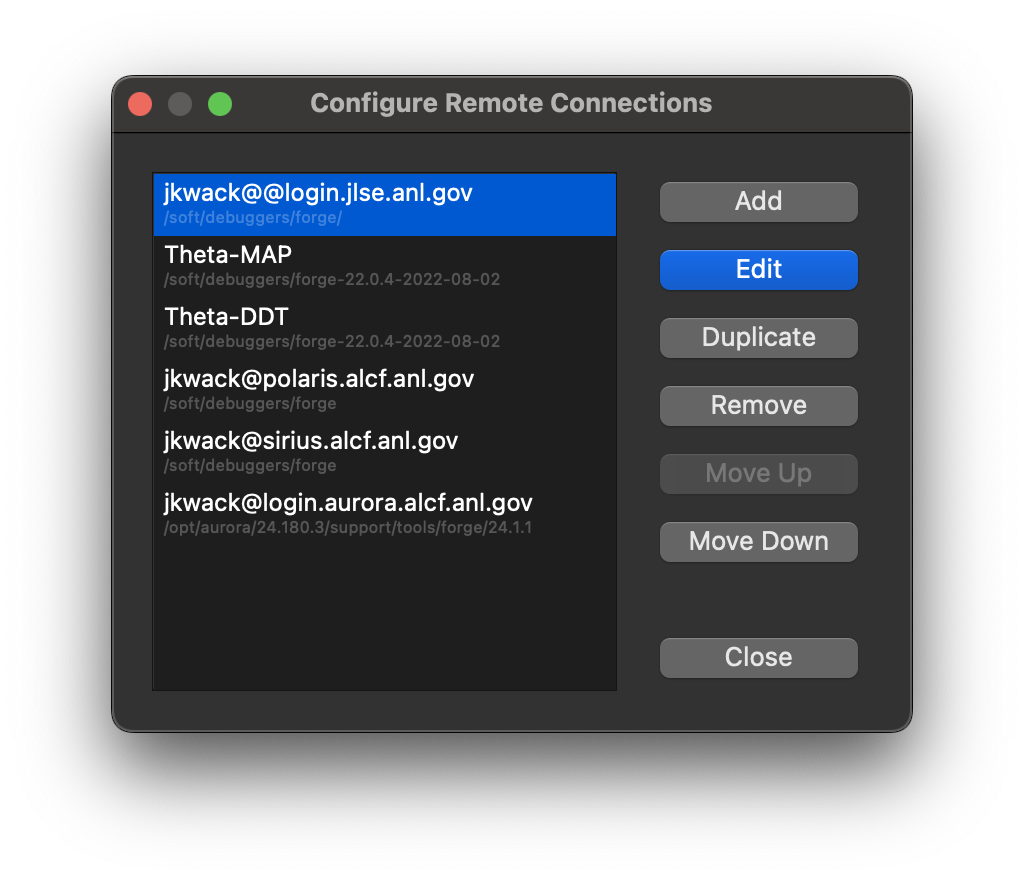 Configure Remote Connections
jkwack@@login.jlse.anl.gov
/soft/debuggers/forge/
Theta-MAP
/soft/debuggers/forge-22.0.4-2022-08-02
Theta-DDT
/soft/debuggers/forge-22.0.4-2022-08-02
jkwack@polaris.alcf.anl.gov
/soft/debuggers/forge
jkwack@sirius.alcf.anl.gov
/soft/debuggers/forge
jkwack@login.aurora.alcf.anl.gov
/opt/aurora/24.180.3/support/tools/forge/24.1.1
Add
Edit
Duplicate
Remove
Move Up
Move Down
Close